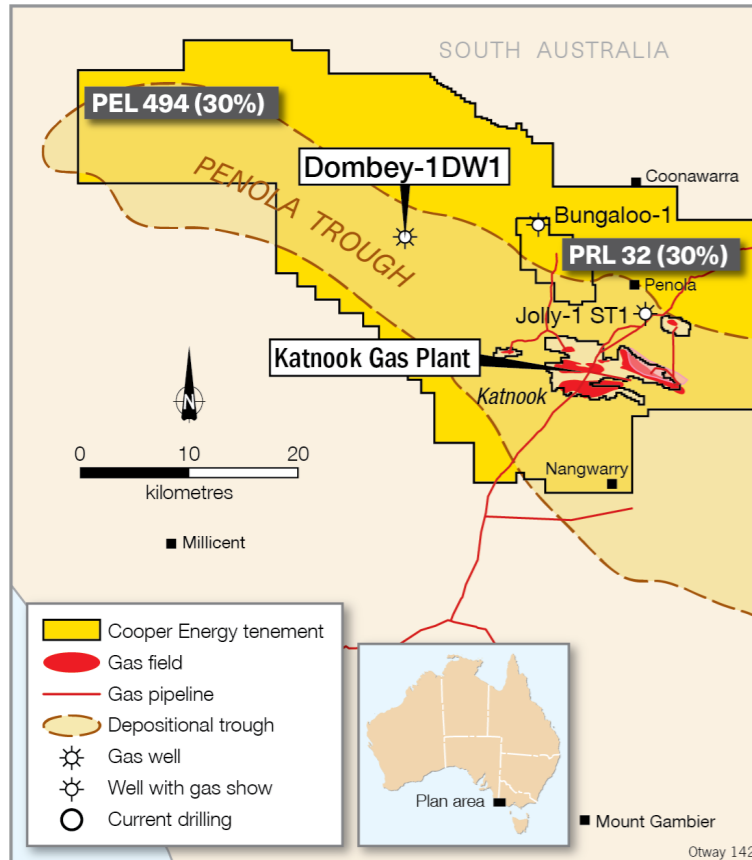 SOUTH AUSTRALIA
PEL 494 (30%)
PENOLA TROUGH
Dombey-1DW1
Coonawarra
Bungaloo-1
PRL 32 (30%)
Penola
Jolly-1 ST1
Katnook Gas Plant
Katnook
N
0 10 20
kilometres
Nangwarry
Millicent
Cooper Energy tenement
Gas field
Gas pipeline
Depositional trough
Gas well
Well with gas show
Current drilling
Plan area
Mount Gambier
Otway 142